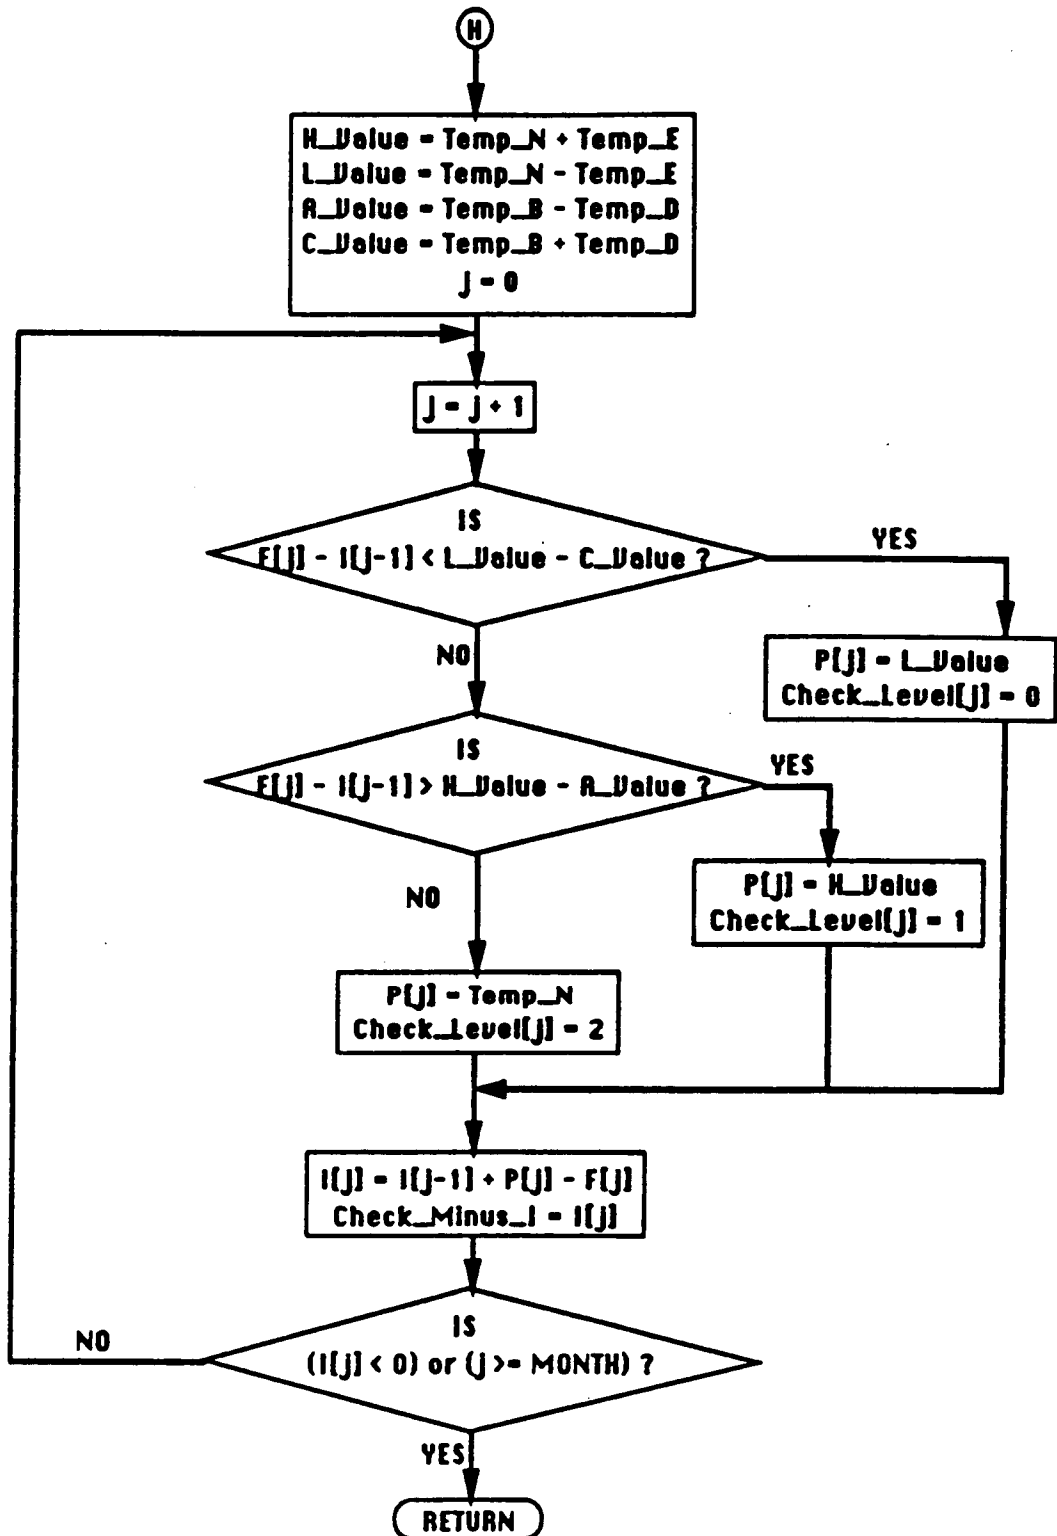 H
H_Value = Temp_N + Temp_E
L_Value = Temp_N - Temp_E
A_Value = Temp_B - Temp_D
C_Value = Temp_B + Temp_D
j = 0
j = j + 1
IS
F[j] - I[j-1] < L_Value - C_Value ?
YES
NO
P[j] = L_Value
Check_Level[j] = 0
IS
F[j] - I[j-1] > H_Value - A_Value ?
YES
NO
P[j] = H_Value
Check_Level[j] = 1
P[j] = Temp_N
Check_Level[j] = 2
I[j] = I[j-1] + P[j] - F[j]
Check_Minus_I = I[j]
IS
(I[j] < 0) or (j >= MONTH) ?
NO
YES
RETURN